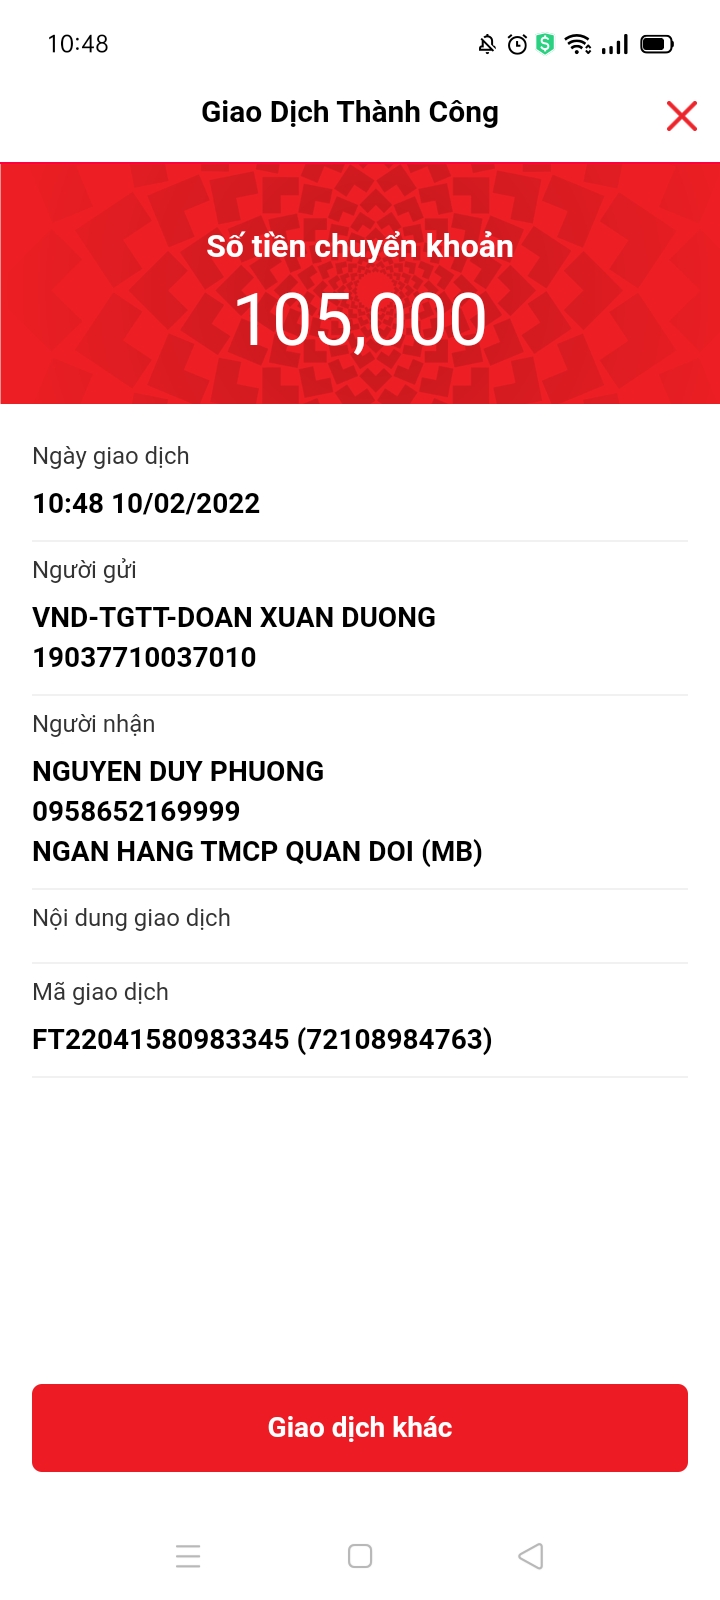 10:48
Giao Dịch Thành Công
Số tiền chuyển khoản
105,000
Ngày giao dịch
10:48 10/02/2022
Người gửi
VND-TGTT-DOAN XUAN DUONG
19037710037010
Người nhận
NGUYEN DUY PHUONG
0958652169999
NGAN HANG TMCP QUAN DOI (MB)
Nội dung giao dịch
Mã giao dịch
FT22041580983345 (72108984763)
Giao dịch khác